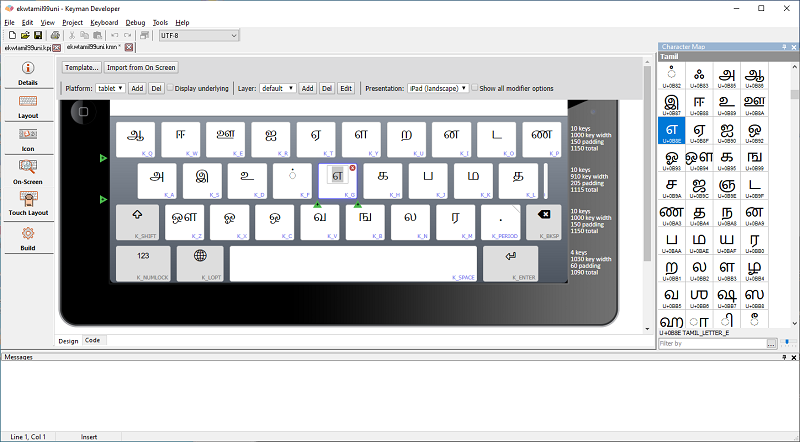 ekwtamil99uni - Keyman Developer
File Edit View Project Keyboard Debug Tools Help
UTF-8
ekwtamil99uni.kpj ekwtamil99uni.kmn *
Character Map
Details
Layout
Icon
On-Screen
Touch Layout
Build
Template... Import from On Screen
Platform: tablet Add Del Display underlying Layer: default Add Del Edit Presentation: iPad (landscape) Show all modifier options
ஆ ஈ ஊ ஐ ஏ ள ற ன ட ண
K_Q K_W K_E K_R K_T K_Y K_U K_I K_O K_P
10 keys
1000 key width
150 padding
1150 total
அ இ உ ் எ க ப ம த
K_A K_S K_D K_F K_G K_H K_J K_K K_L
10 keys
910 key width
205 padding
1115 total
ஔ ஓ ஒ வ ங ல ர .
K_SHIFT K_Z K_X K_C K_V K_B K_N K_M K_PERIOD K_BKSP
10 keys
1000 key width
150 padding
1150 total
123
K_NUMLOCK K_LOPT K_SPACE K_ENTER
4 keys
1030 key width
60 padding
1090 total
Design Code
Tamil
ஂ ஃ அ ஆ
U+0B82 U+0B83 U+0B85 U+0B86
இ ஈ உ ஊ
U+0B87 U+0B88 U+0B89 U+0B8A
எ ஏ ஐ ஒ
U+0B8E U+0B8F U+0B90 U+0B92
ஓ ஔ க ங
U+0B93 U+0B94 U+0B95 U+0B99
ச ஜ ஞ ட
U+0B9A U+0B9C U+0B9E U+0B9F
ண த ந ன
U+0BA3 U+0BA4 U+0BA8 U+0BA9
ப ம ய ர
U+0BAA U+0BAE U+0BAF U+0BB0
ற ல ள ழ
U+0BB1 U+0BB2 U+0BB3 U+0BB4
வ ஶ ஷ ஸ
U+0BB5 U+0BB6 U+0BB7 U+0BB8
ஹ ா ி ீ
U+0B8E TAMIL_LETTER_E
Filter by ...
Messages
Line 1, Col 1 Insert